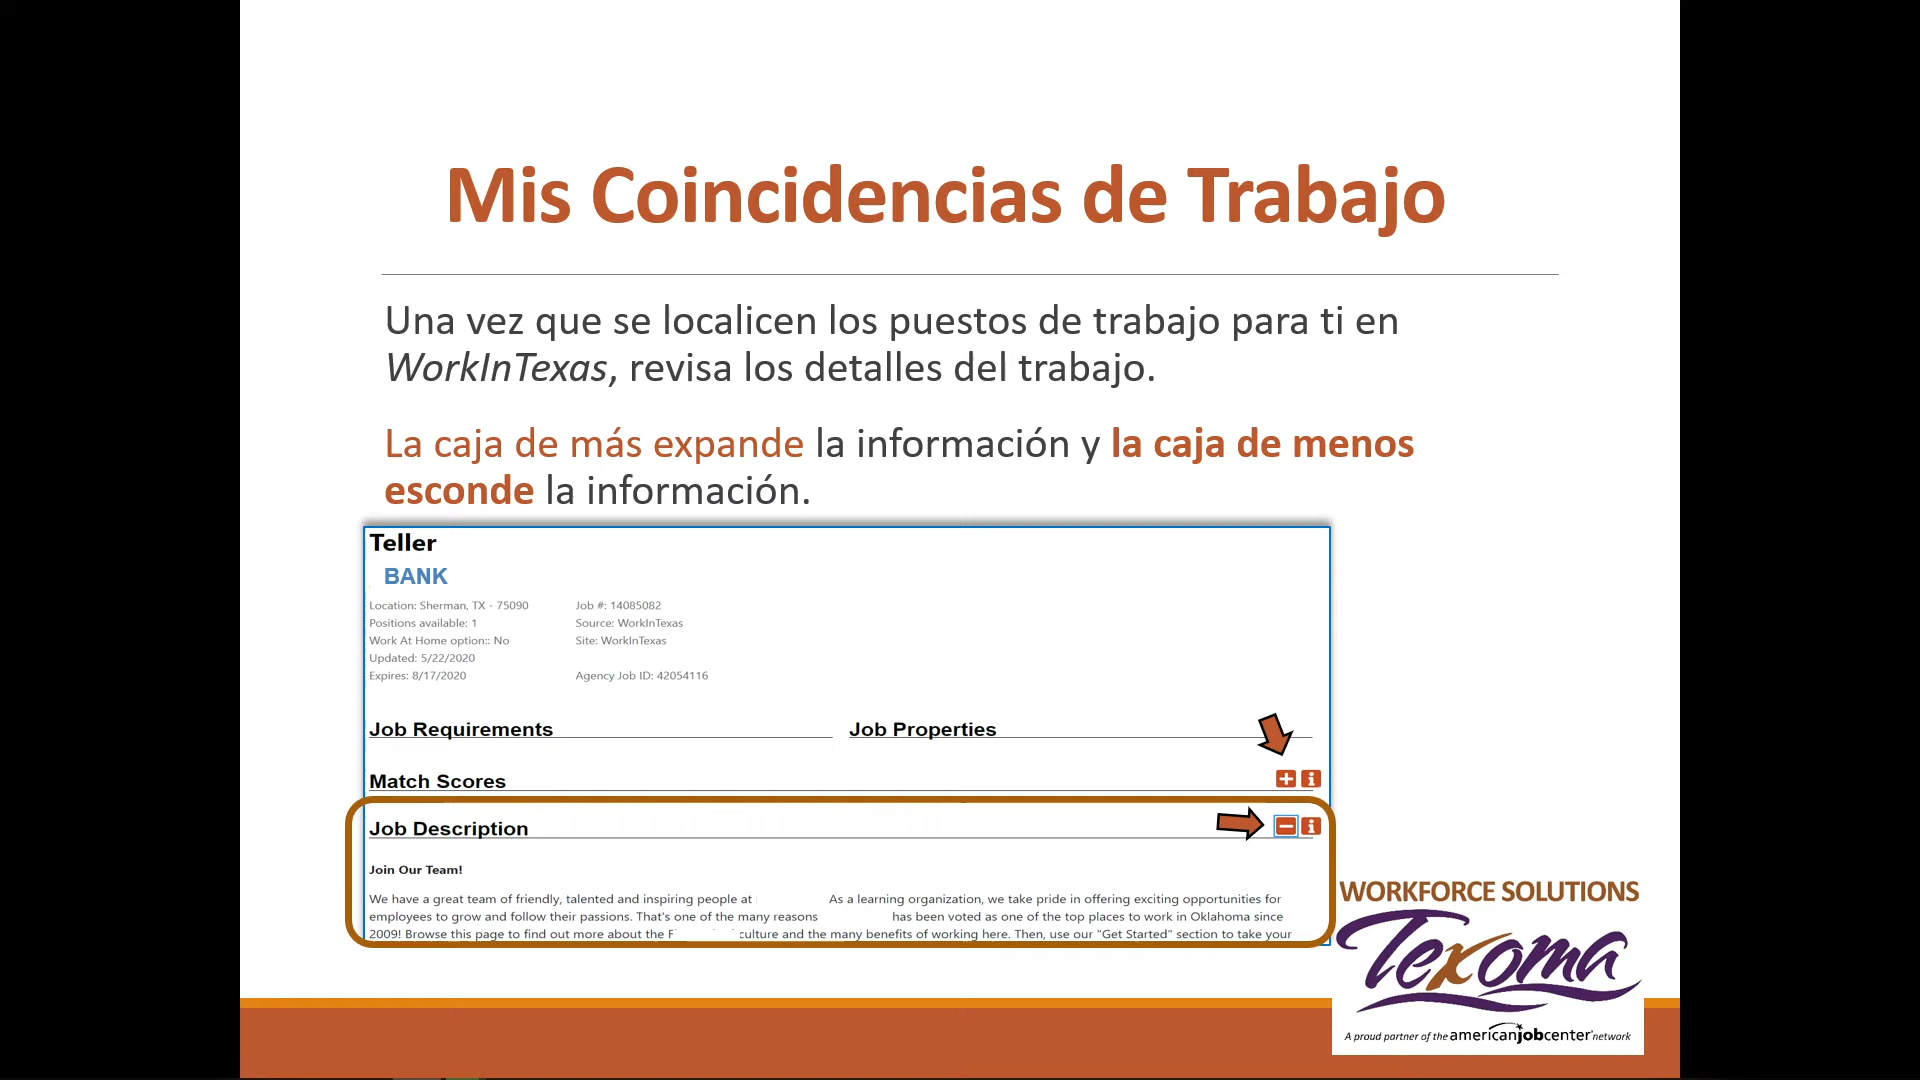 Mis Coincidencias de Trabajo
Una vez que se localicen los puestos de trabajo para ti en
WorkInTexas, revisa los detalles del trabajo.
La caja de más expande la información y la caja de menos
esconde la información.
Teller
BANK
Location: Sherman, TX - 75090
Positions available: 1
Work At Home option:: No
Updated: 5/22/2020
Expires: 8/17/2020
Job #: 14085082
Source: WorkInTexas
Site: WorkInTexas
Agency Job ID: 42054116
Job Requirements
Job Properties
Match Scores
Job Description
Join Our Team!
We have a great team of friendly, talented and inspiring people at As a learning organization, we take pride in offering exciting opportunities for
employees to grow and follow their passions. That's one of the many reasons has been voted as one of the top places to work in Oklahoma since
2009! Browse this page to find out more about the culture and the many benefits of working here. Then, use our "Get Started" section to take your
WORKFORCE SOLUTIONS
Texoma
A proud partner of the americanjobcenter network